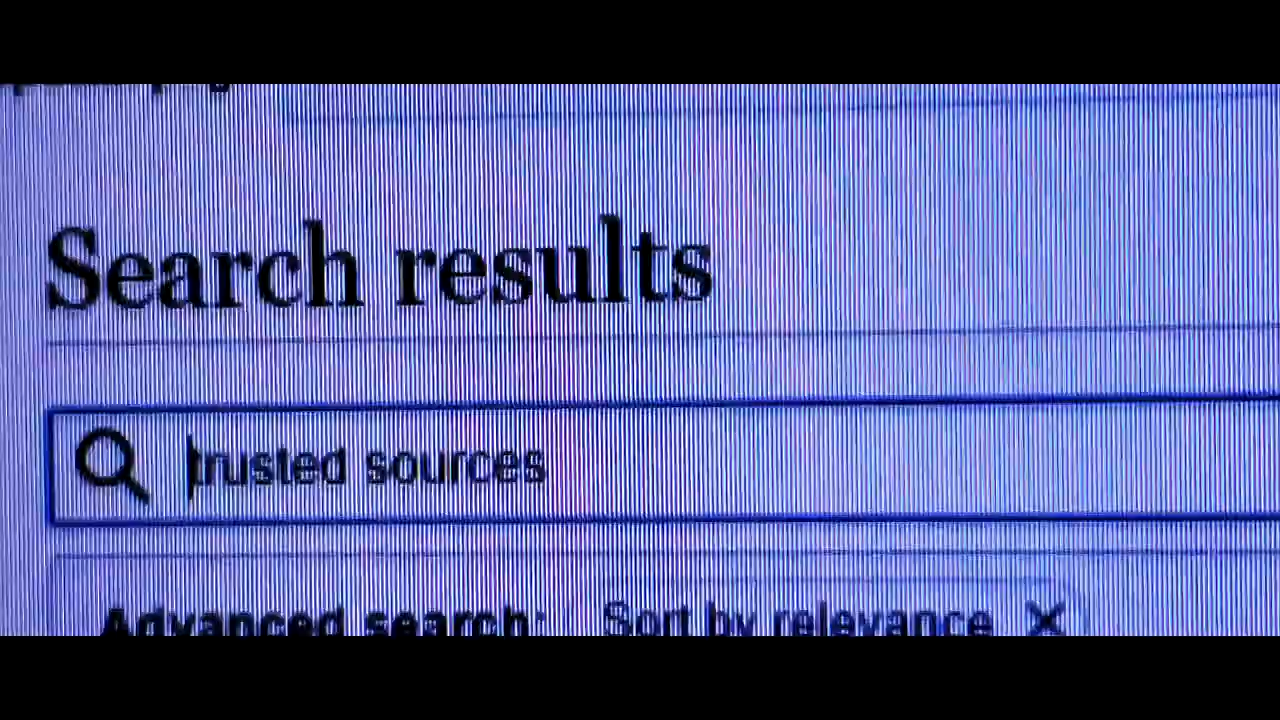 Search results
trusted sources
Advanced search: Sort by relevance X